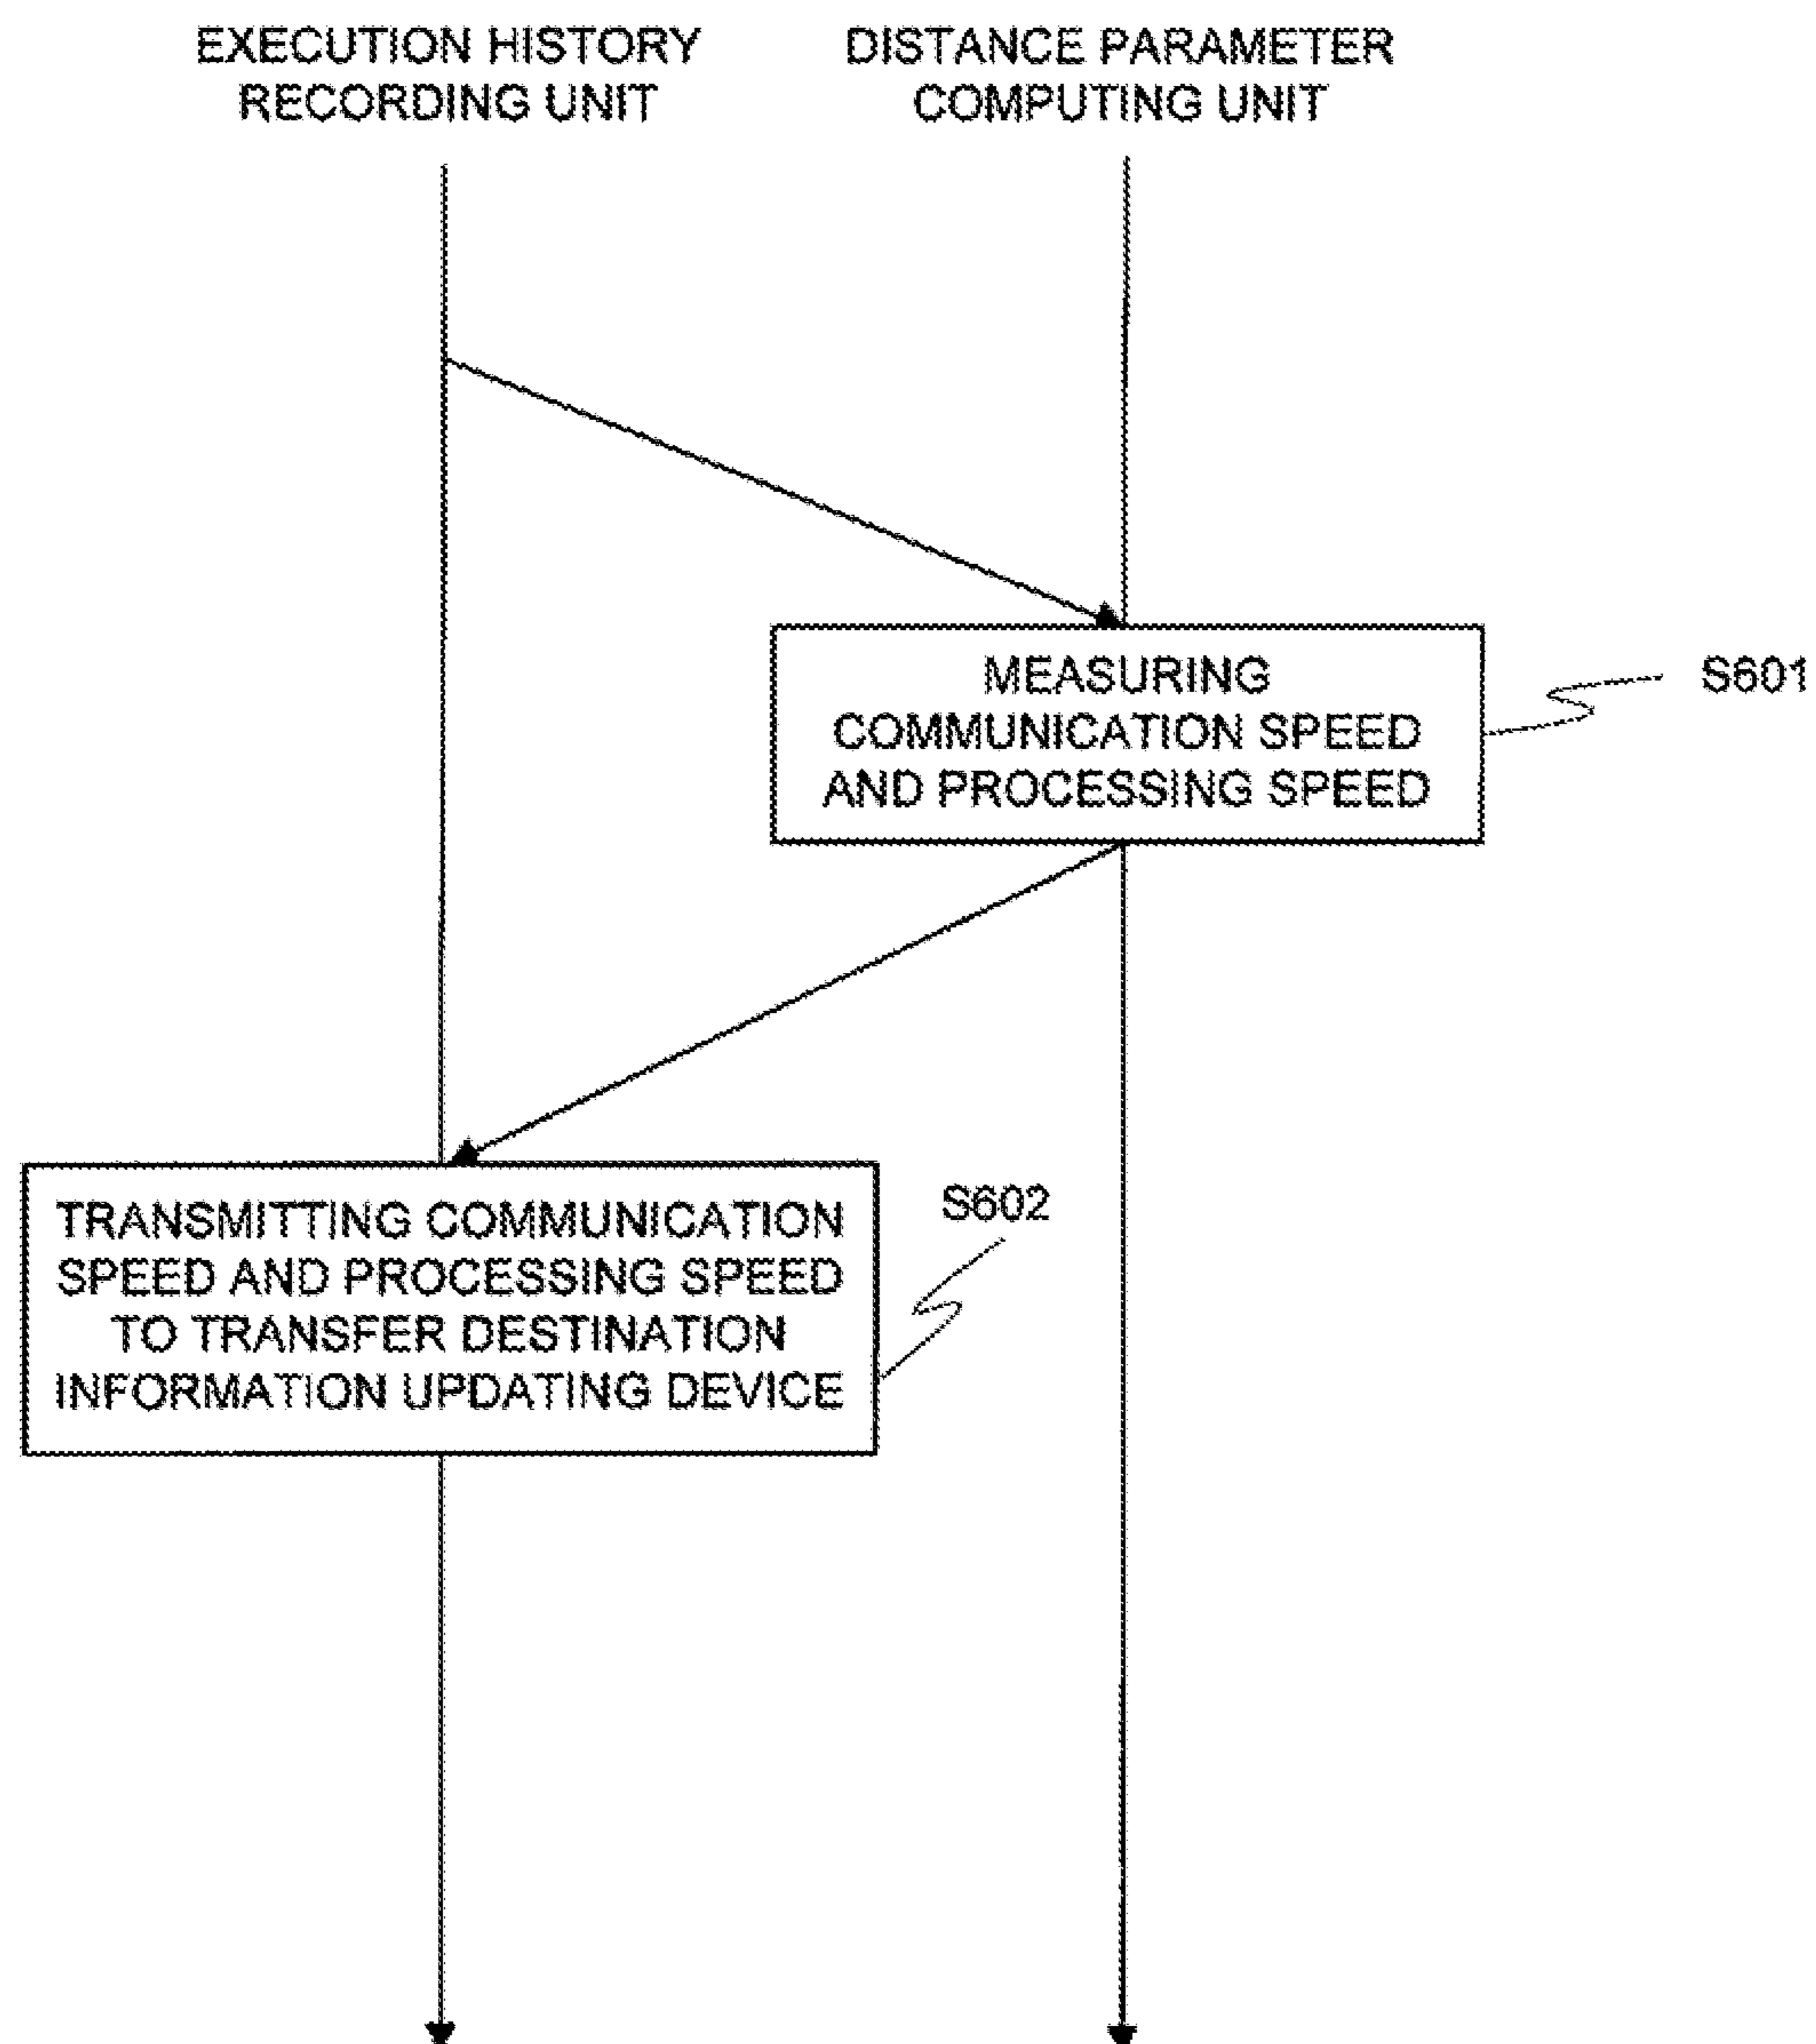 EXECUTION HISTORY
RECORDING UNIT
DISTANCE PARAMETER
COMPUTING UNIT
MEASURING
COMMUNICATION SPEED
AND PROCESSING SPEED
S601
TRANSMITTING COMMUNICATION
SPEED AND PROCESSING SPEED
TO TRANSFER DESTINATION
INFORMATION UPDATING DEVICE
S602